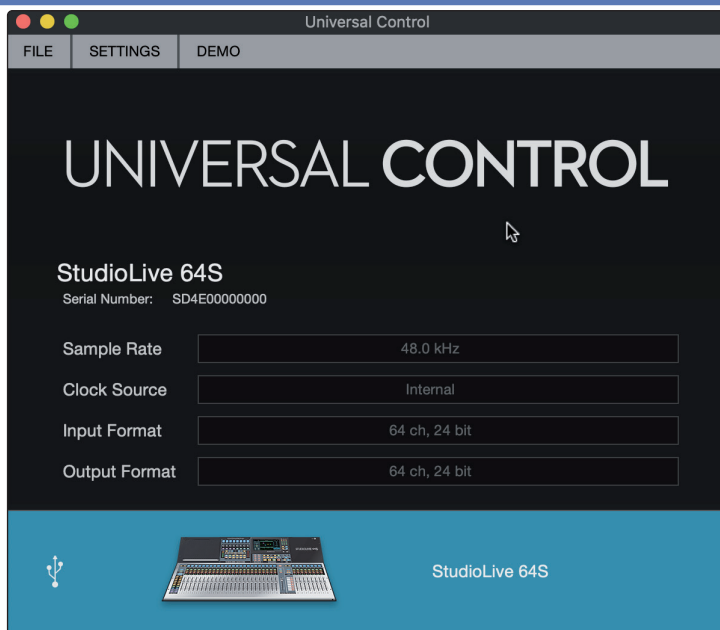 Universal Control
FILE SETTINGS DEMO
UNIVERSAL CONTROL
StudioLive 64S
Serial Number: SD4E00000000
Sample Rate 48.0 kHz
Clock Source Internal
Input Format 64 ch, 24 bit
Output Format 64 ch, 24 bit
StudioLive 64S